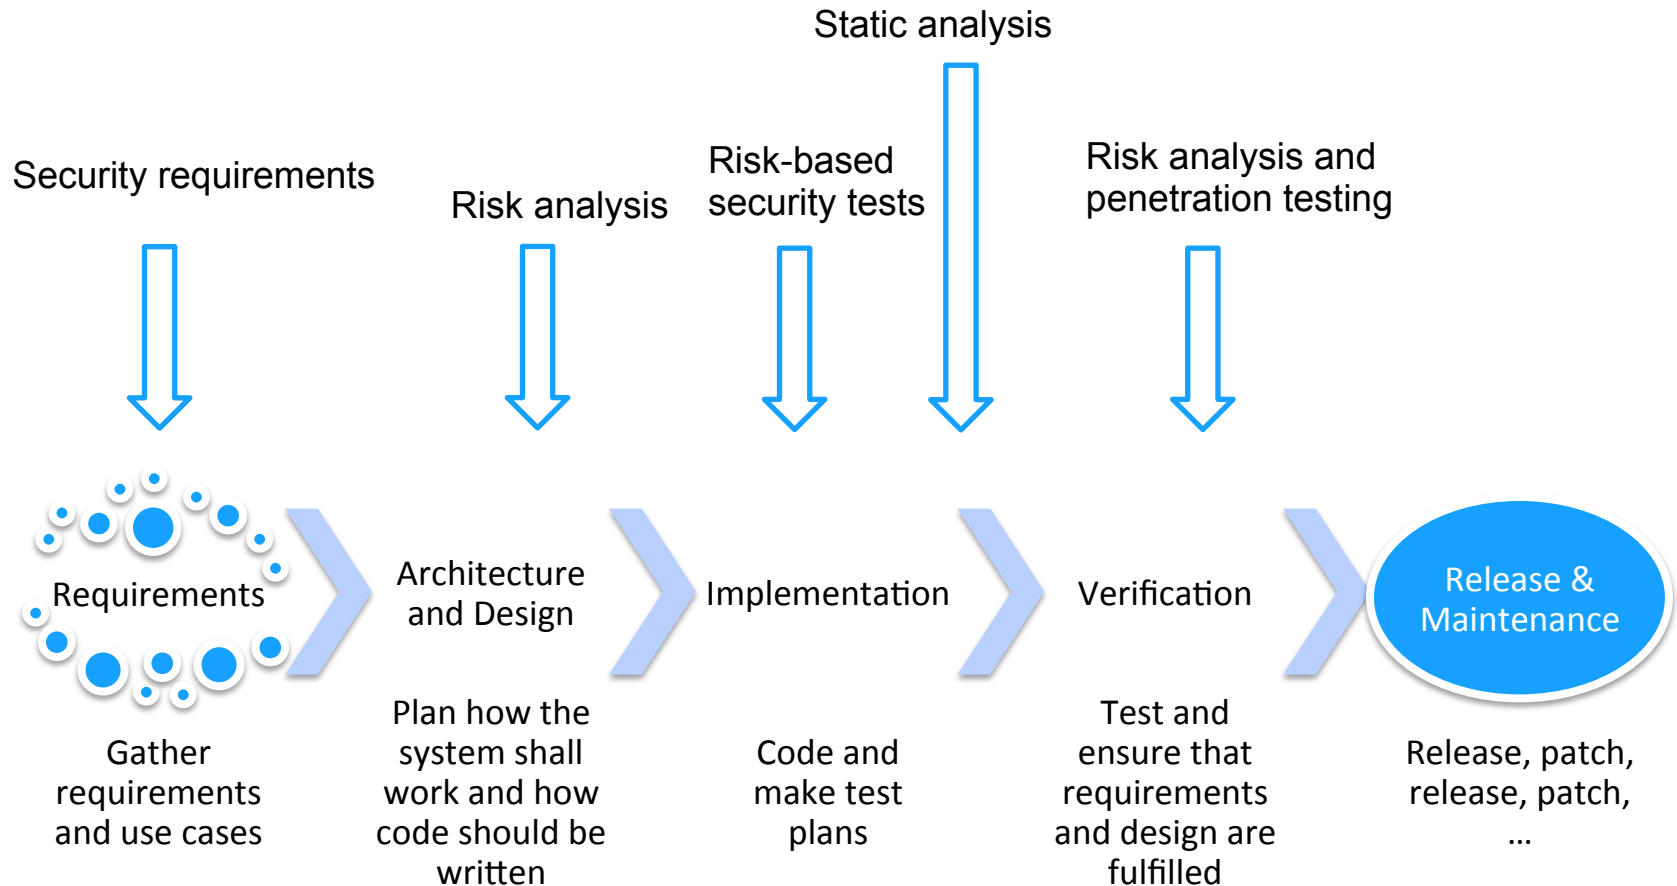 Static analysis
Security requirements
Risk analysis
Risk-based
security tests
Risk analysis and
penetration testing
Requirements
Architecture
and Design
Implementation
Verification
Release &
Maintenance
Gather
requirements
and use cases
Plan how the
system shall
work and how
code should be
written
Code and
make test
plans
Test and
ensure that
requirements
and design are
fulfilled
Release, patch,
release, patch,
...